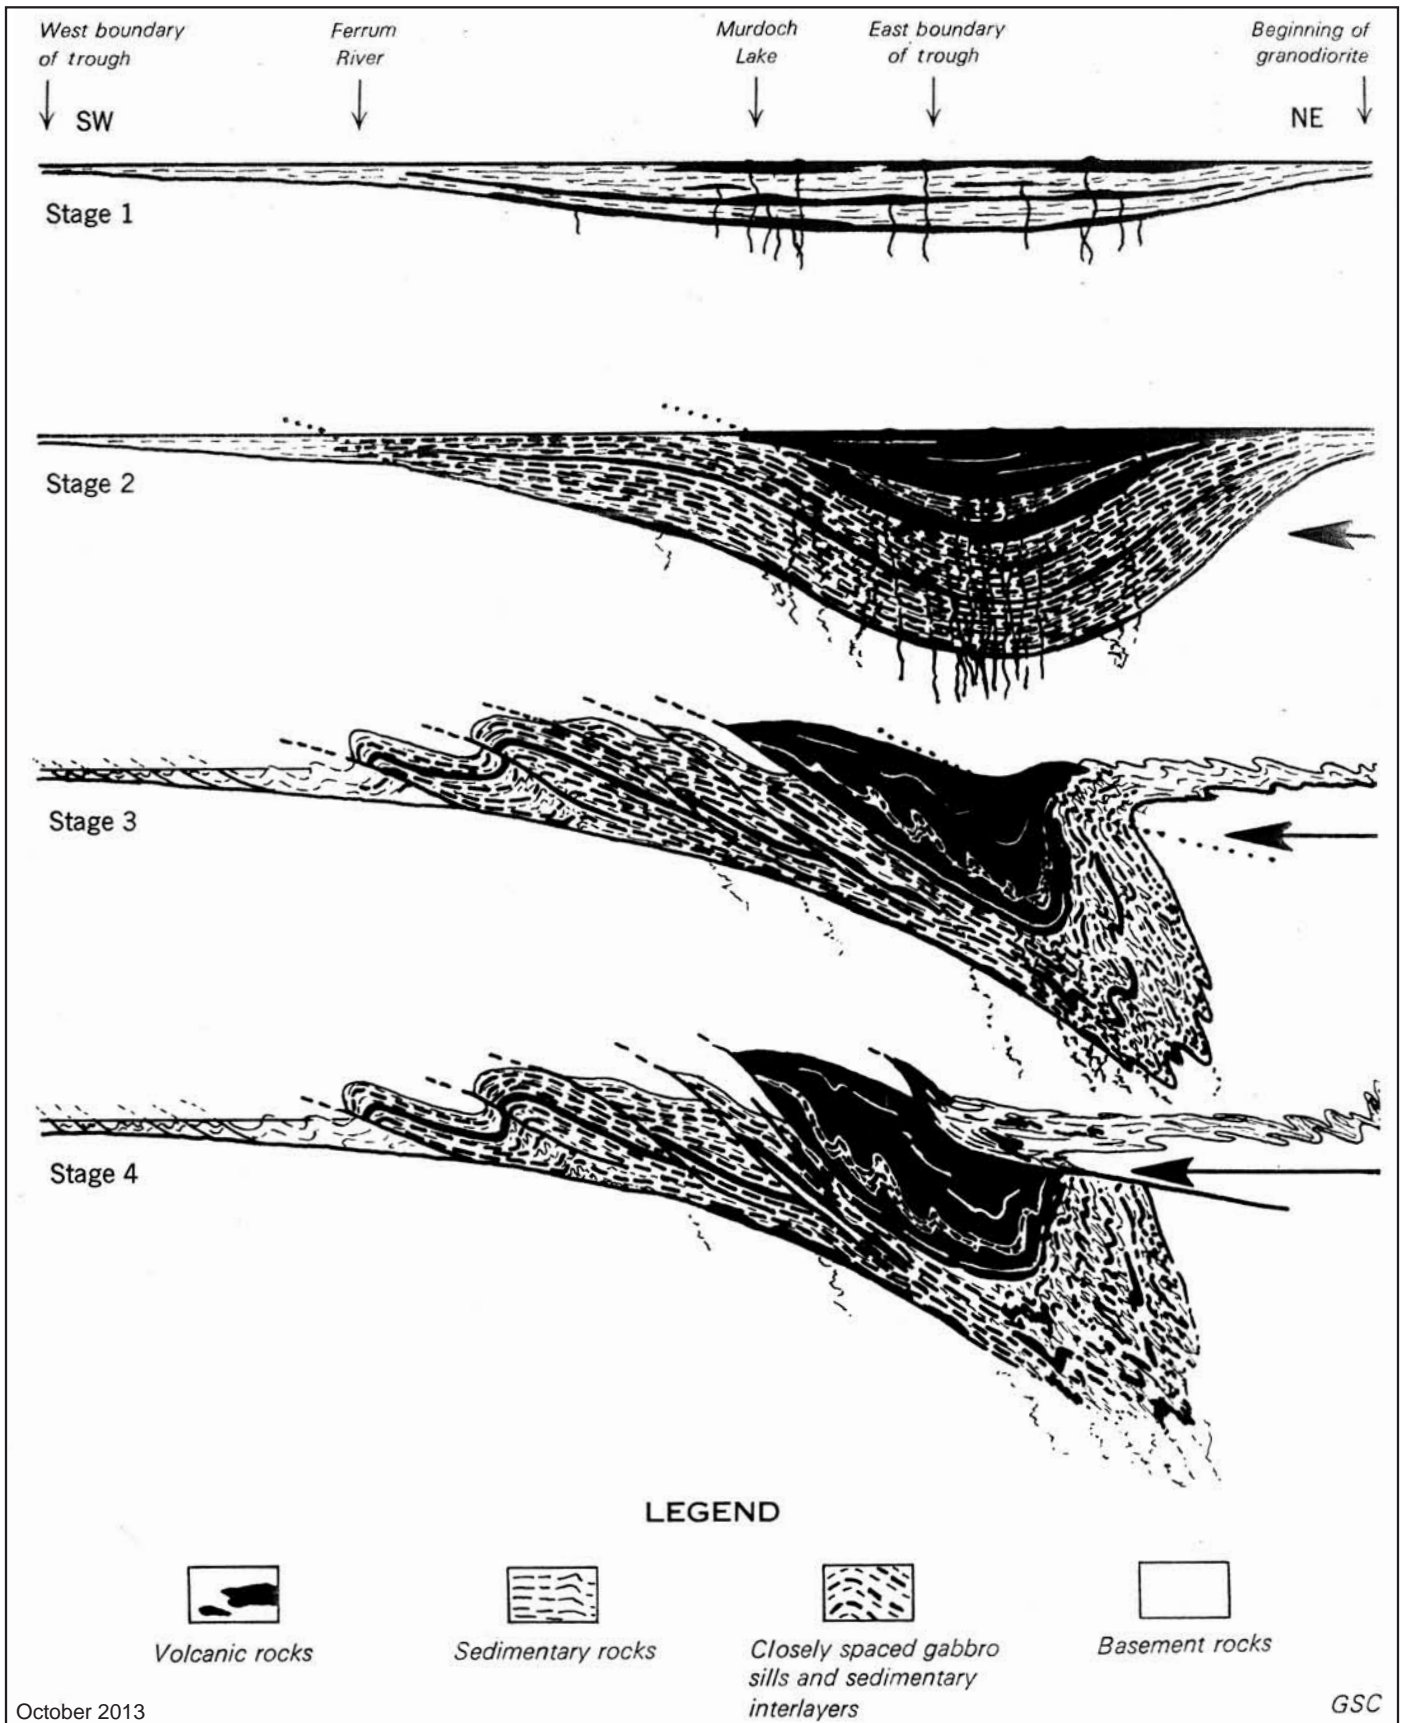 West boundary
of trough
Ferrum
River
Murdoch
Lake
East boundary
of trough
Beginning of
granodiorite
SW
NE
Stage 1
Stage 2
Stage 3
Stage 4
LEGEND
Volcanic rocks
Sedimentary rocks
Closely spaced gabbro
sills and sedimentary
interlayers
Basement rocks
October 2013
GSC